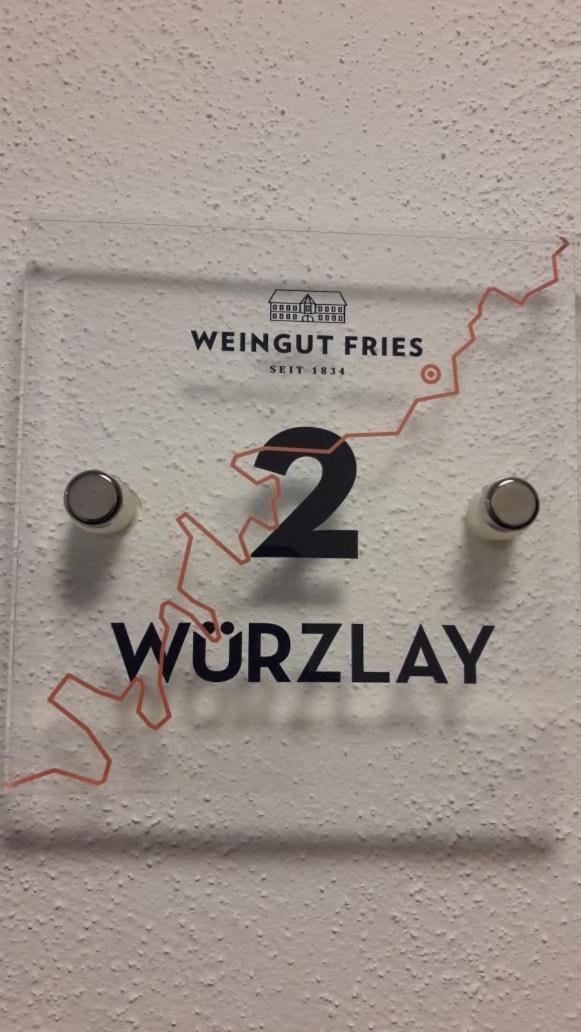 WEINGUT FRIES
SEIT 1834
2
WÜRZLAY